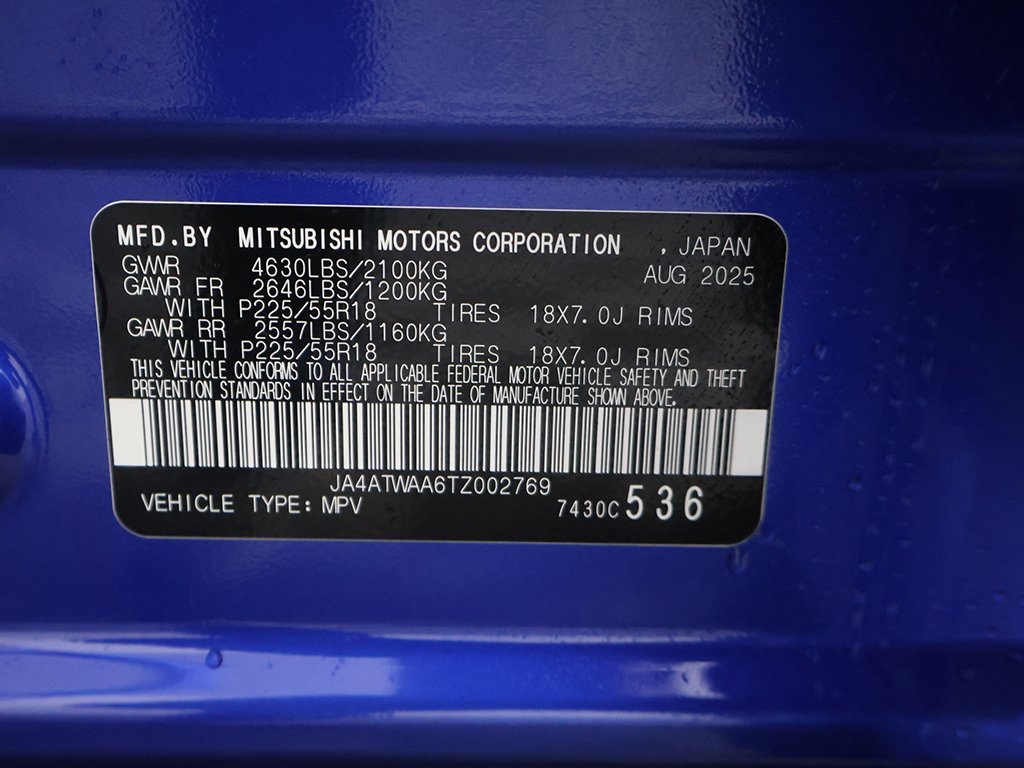 MFD.BY MITSUBISHI MOTORS CORPORATION , JAPAN
GVWR 4630LBS/2100KG AUG 2025
GAWR FR 2646LBS/1200KG
WITH P225/55R18 TIRES 18X7.0J RIMS
GAWR RR 2557LBS/1160KG
WITH P225/55R18 TIRES 18X7.0J RIMS
THIS VEHICLE CONFORMS TO ALL APPLICABLE FEDERAL MOTOR VEHICLE SAFETY AND THEFT
PREVENTION STANDARDS IN EFFECT ON THE DATE OF MANUFACTURE SHOWN ABOVE.
JA4ATWAA6TZ002769
VEHICLE TYPE: MPV 7430C 536